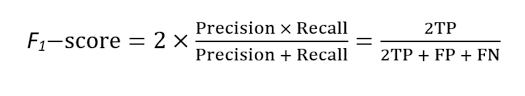 F₁−score = 2 × Precision × Recall / Precision + Recall = 2TP / 2TP + FP + FN